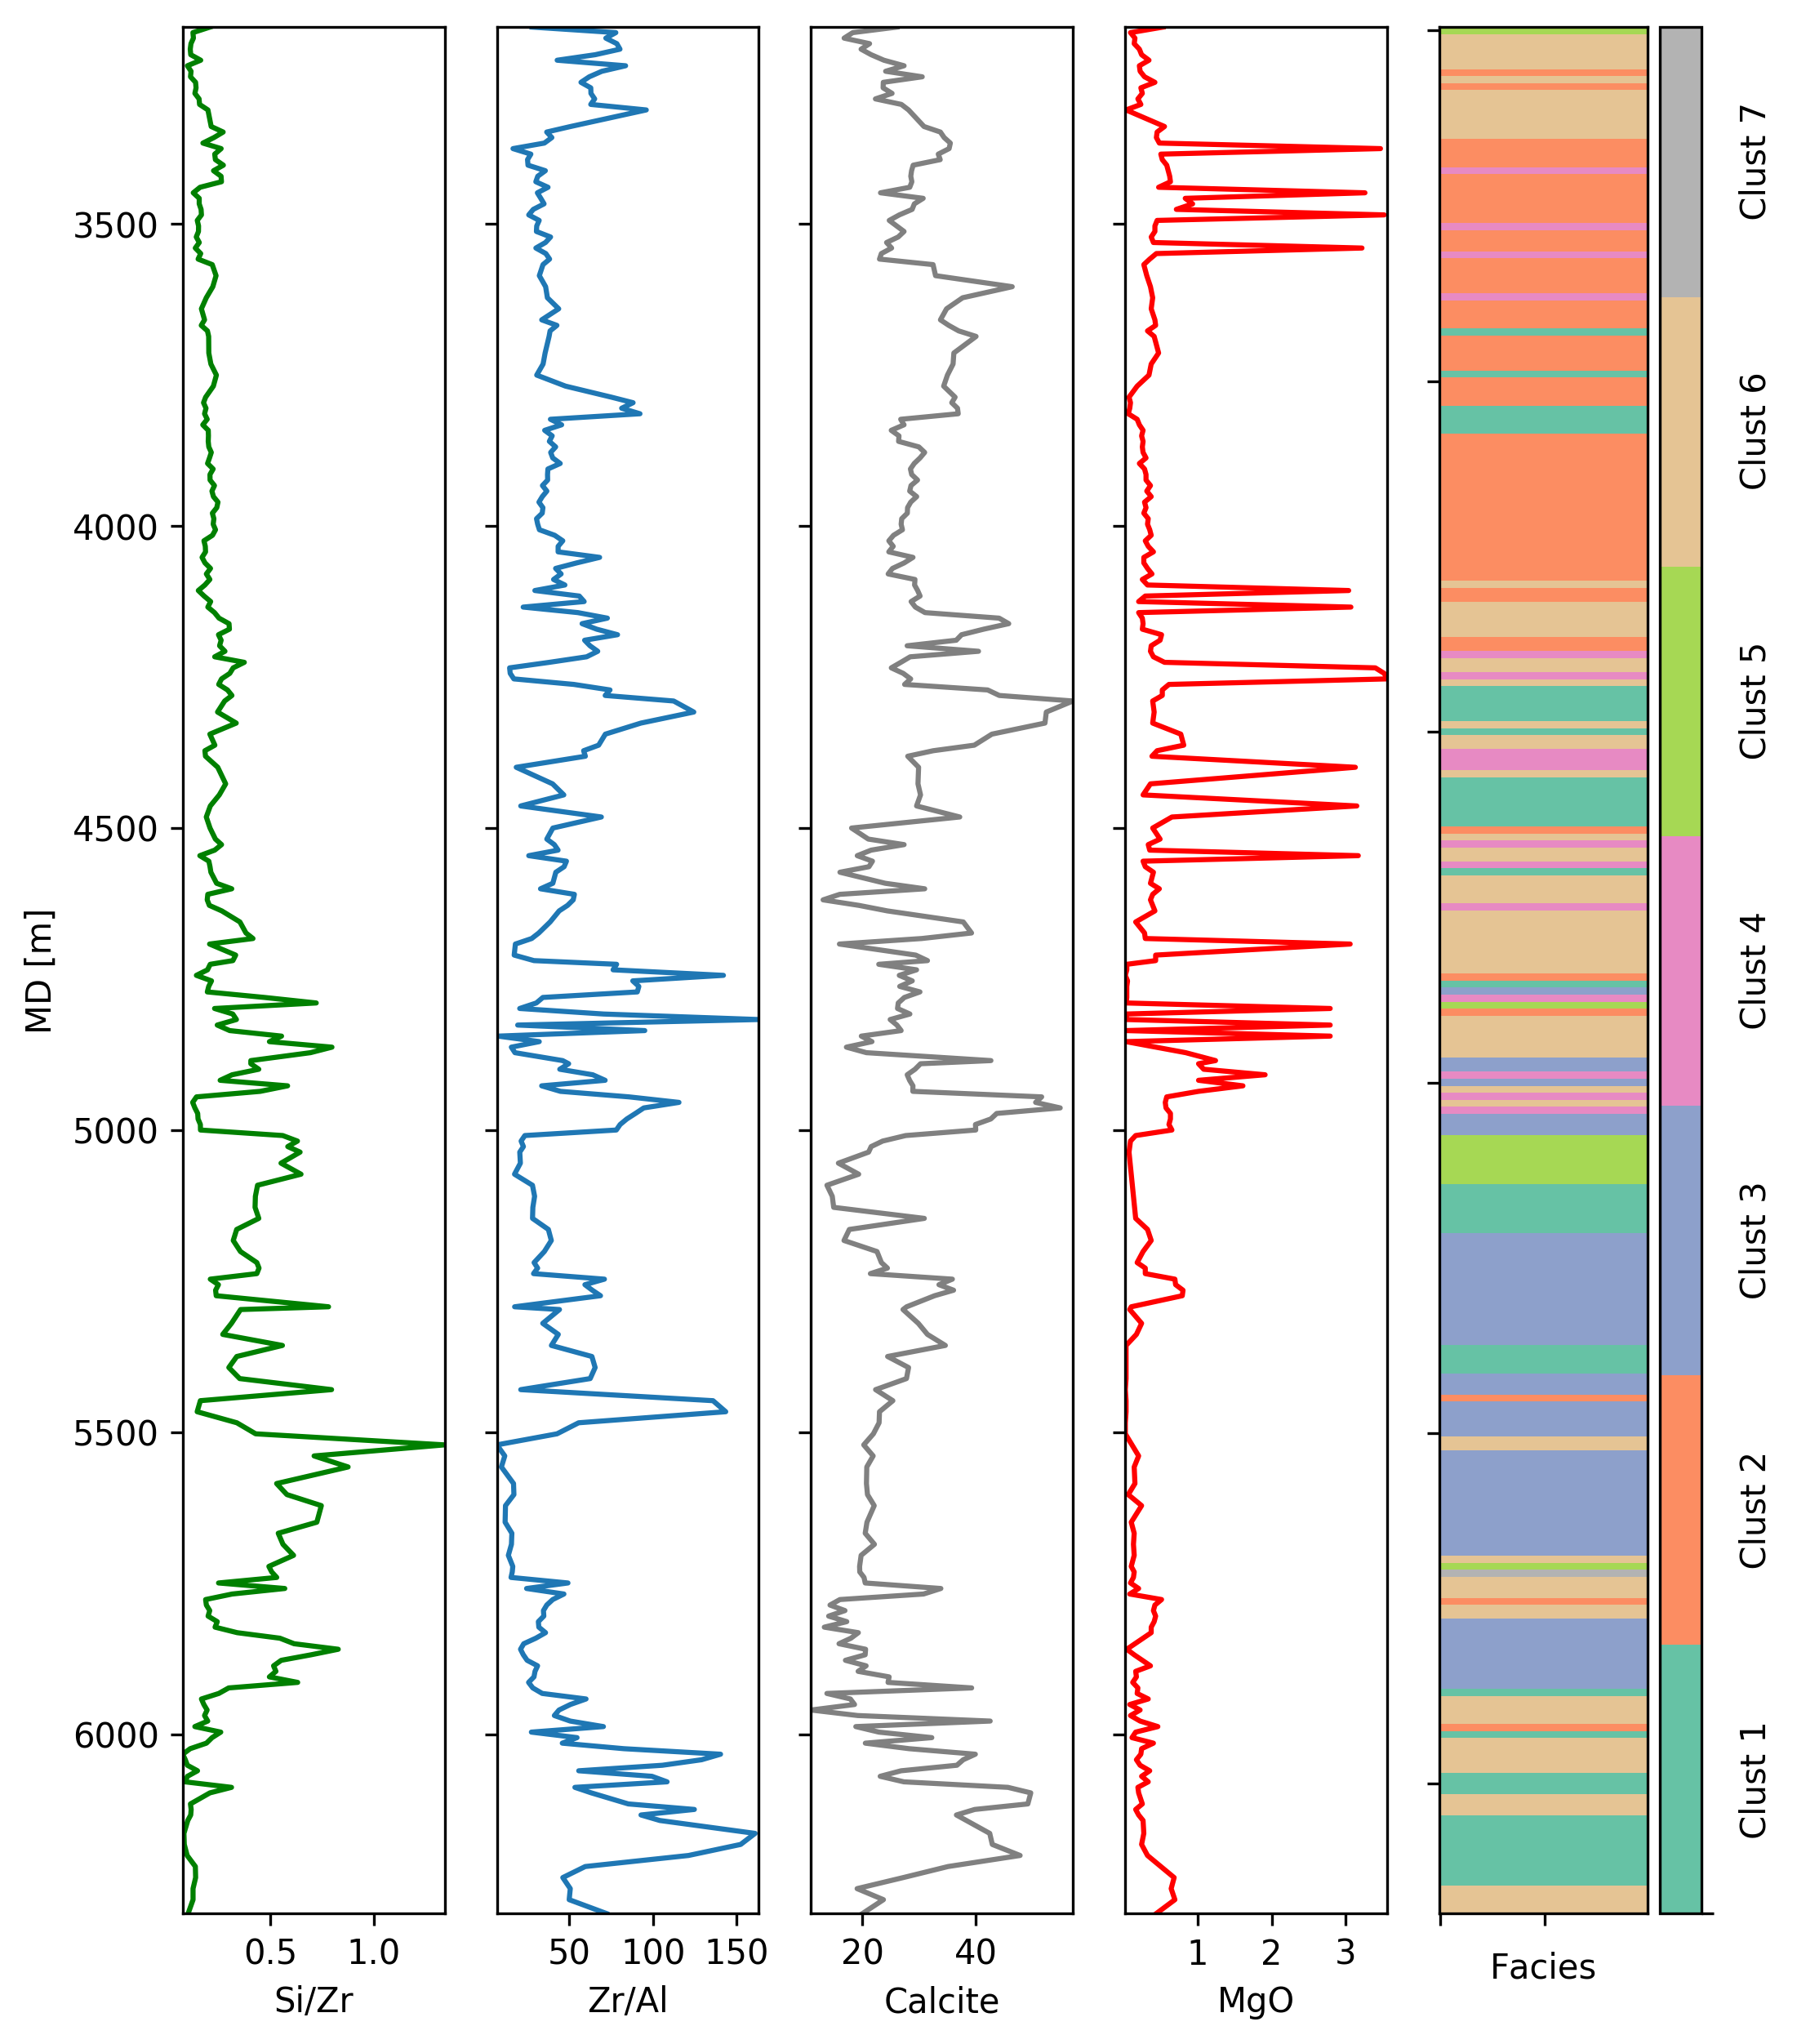 MD [m]
3500
4000
4500
5000
5500
6000
0.5 1.0
Si/Zr
50 100 150
Zr/Al
20 40
Calcite
1 2 3
MgO
Facies
Clust 7
Clust 6
Clust 5
Clust 4
Clust 3
Clust 2
Clust 1